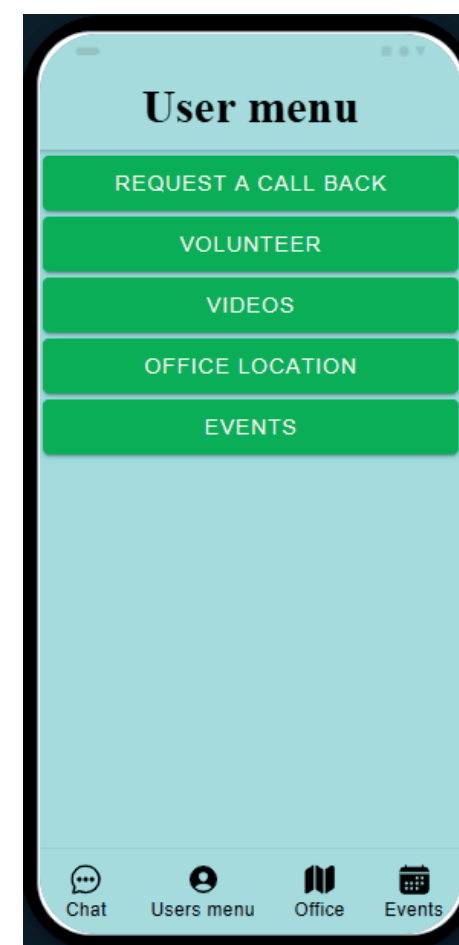 User menu
REQUEST A CALL BACK
VOLUNTEER
VIDEOS
OFFICE LOCATION
EVENTS
Chat Users menu Office Events